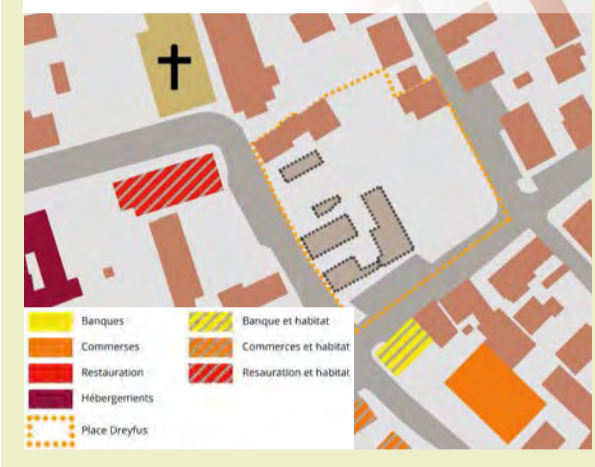 Banques
Banque et habitat
Commerses
Commerces et habitat
Restauration
Resauration et habitat
Hébergements
Place Dreyfus